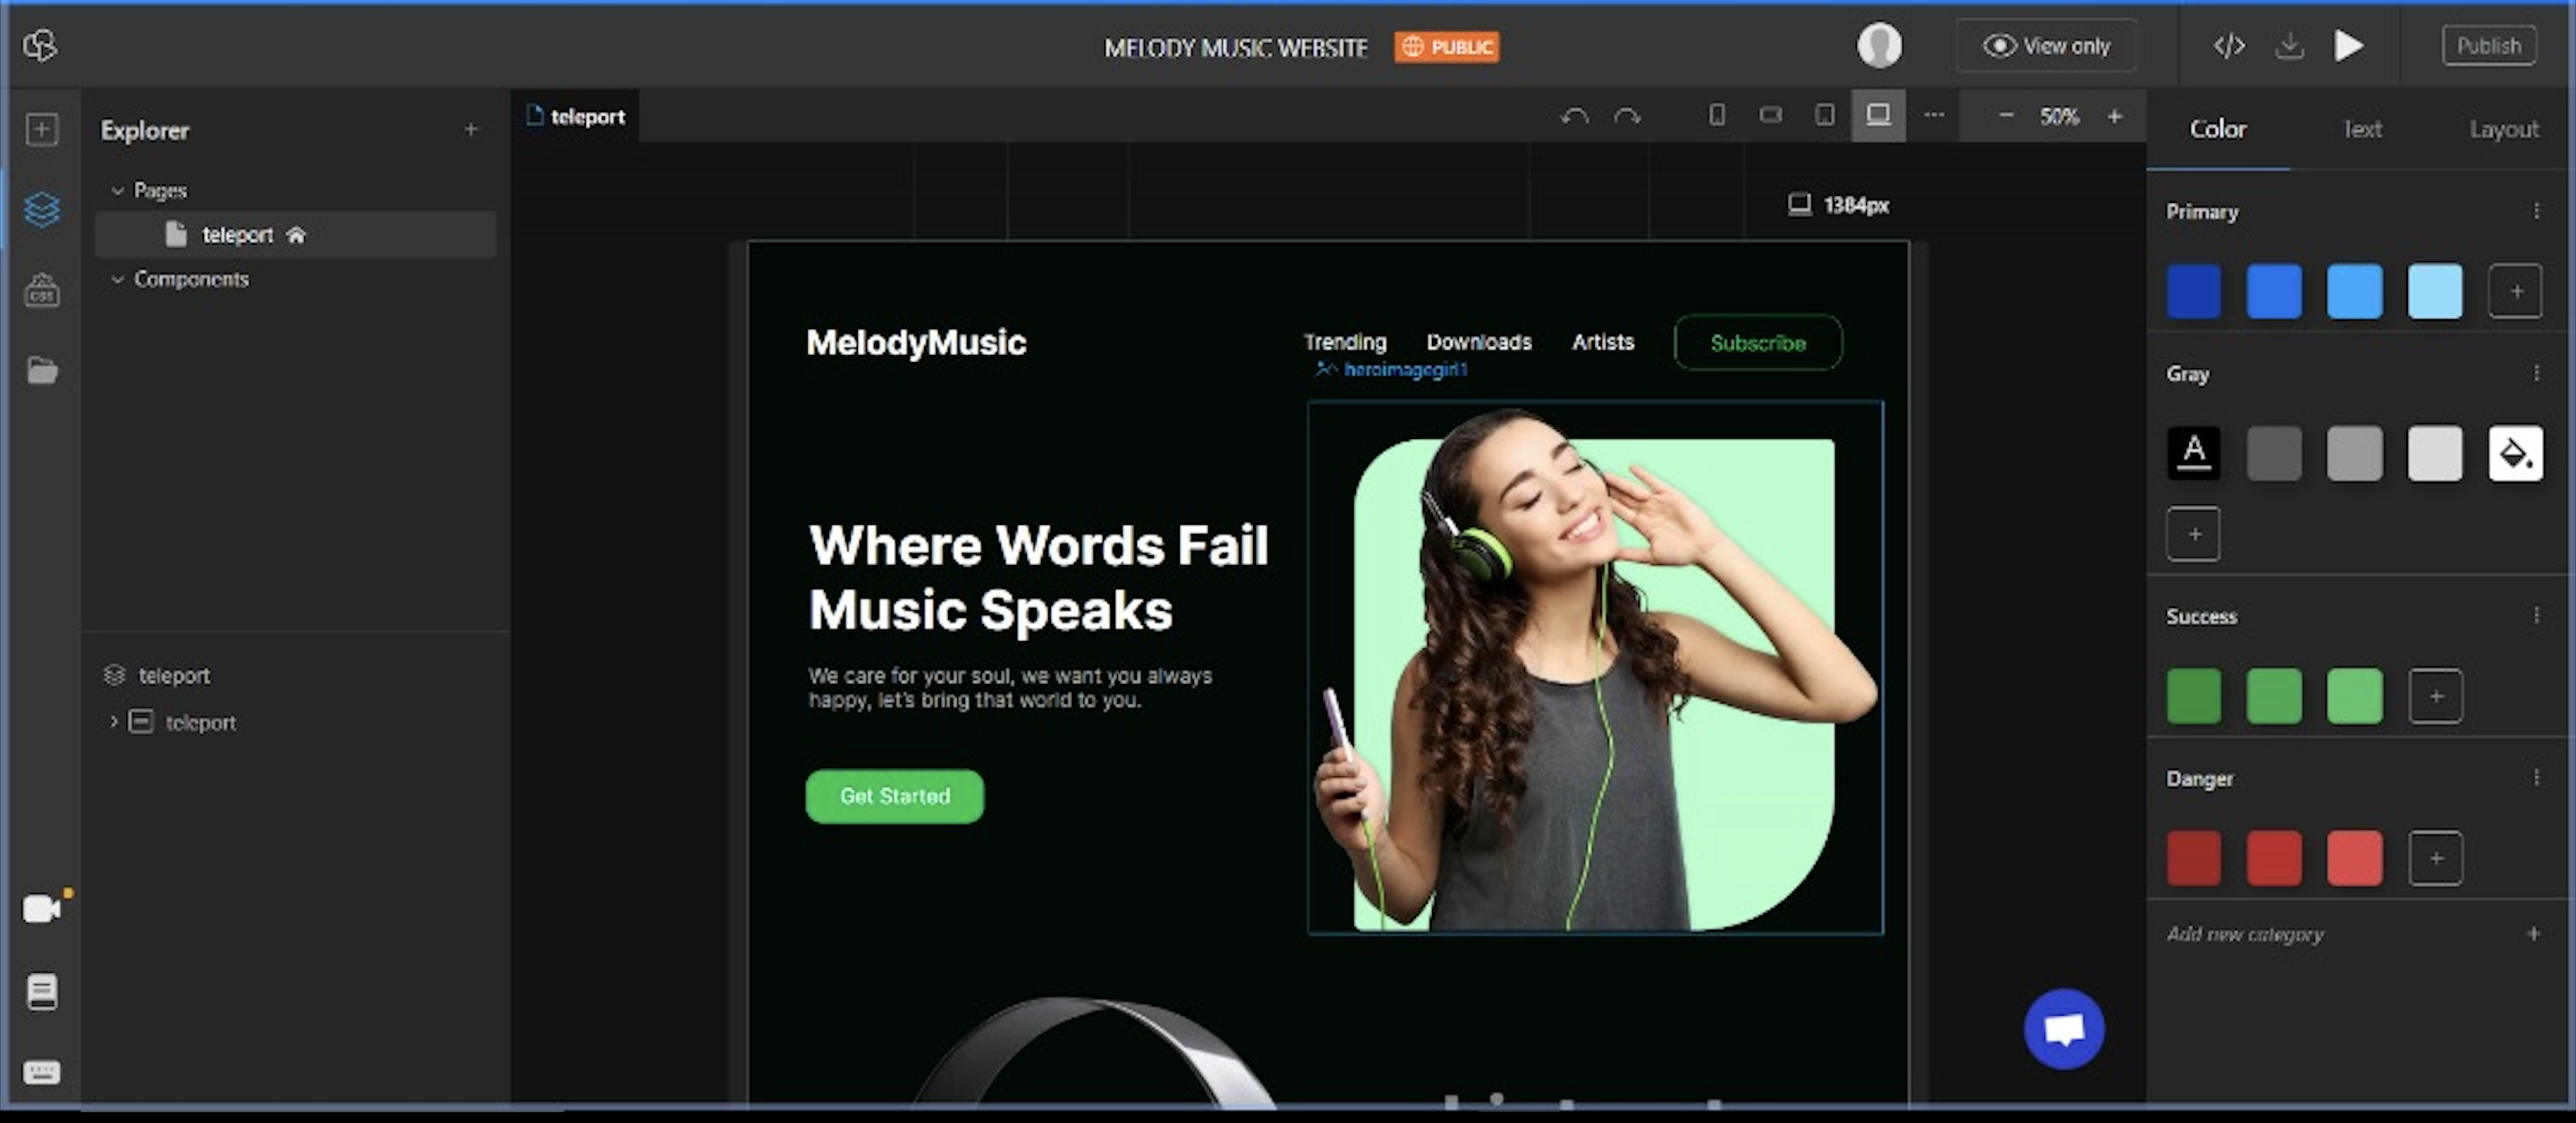 MELODY MUSIC WEBSITE
PUBLIC
View only
</>
Publish
Explorer
teleport
50%
Color
Text
Layout
Pages
teleport
Components
CSS
1384px
Primary
MelodyMusic
Trending
Downloads
Artists
Subscribe
heroimagegirl1
Gray
A
Where Words Fail
Music Speaks
We care for your soul, we want you always
happy, let's bring that world to you.
Get Started
Success
teleport
teleport
Danger
Add new category